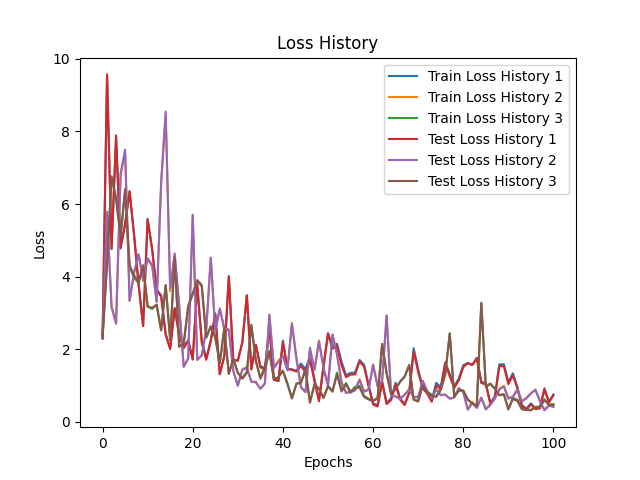 Loss History
10
8
6
4
2
0
Loss
Train Loss History 1
Train Loss History 2
Train Loss History 3
Test Loss History 1
Test Loss History 2
Test Loss History 3
0 20 40 60 80 100
Epochs